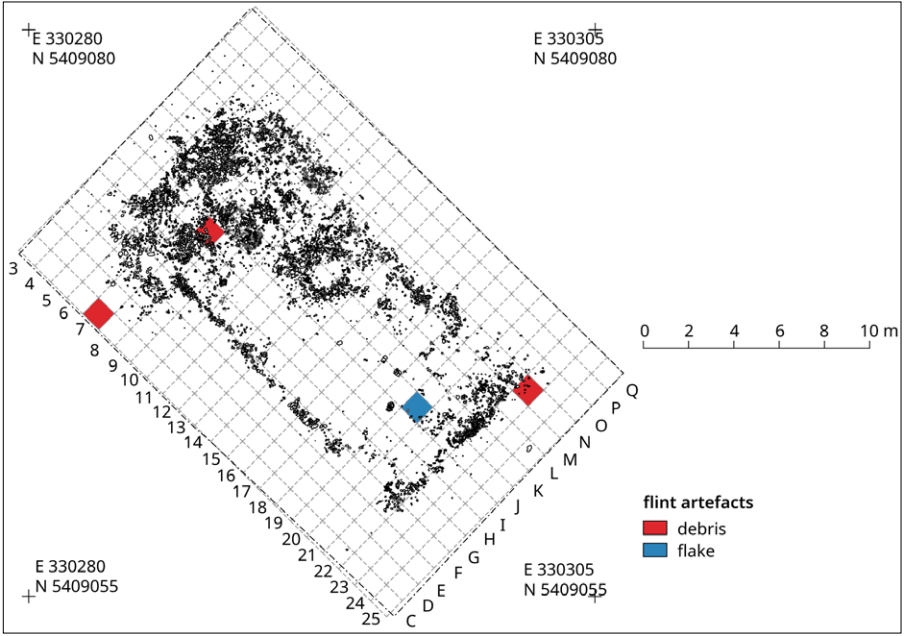 E 330280
N 5409080
E 330305
N 5409080
3
4
5
6
7
8
9
10
11
12
13
14
15
16
17
18
19
20
21
22
23
24
25
C
D
E
F
G
H
I
J
K
L
M
N
O
P
Q
0 2 4 6 8 10 m
flint artefacts
debris
flake
E 330280
N 5409055
E 330305
N 5409055